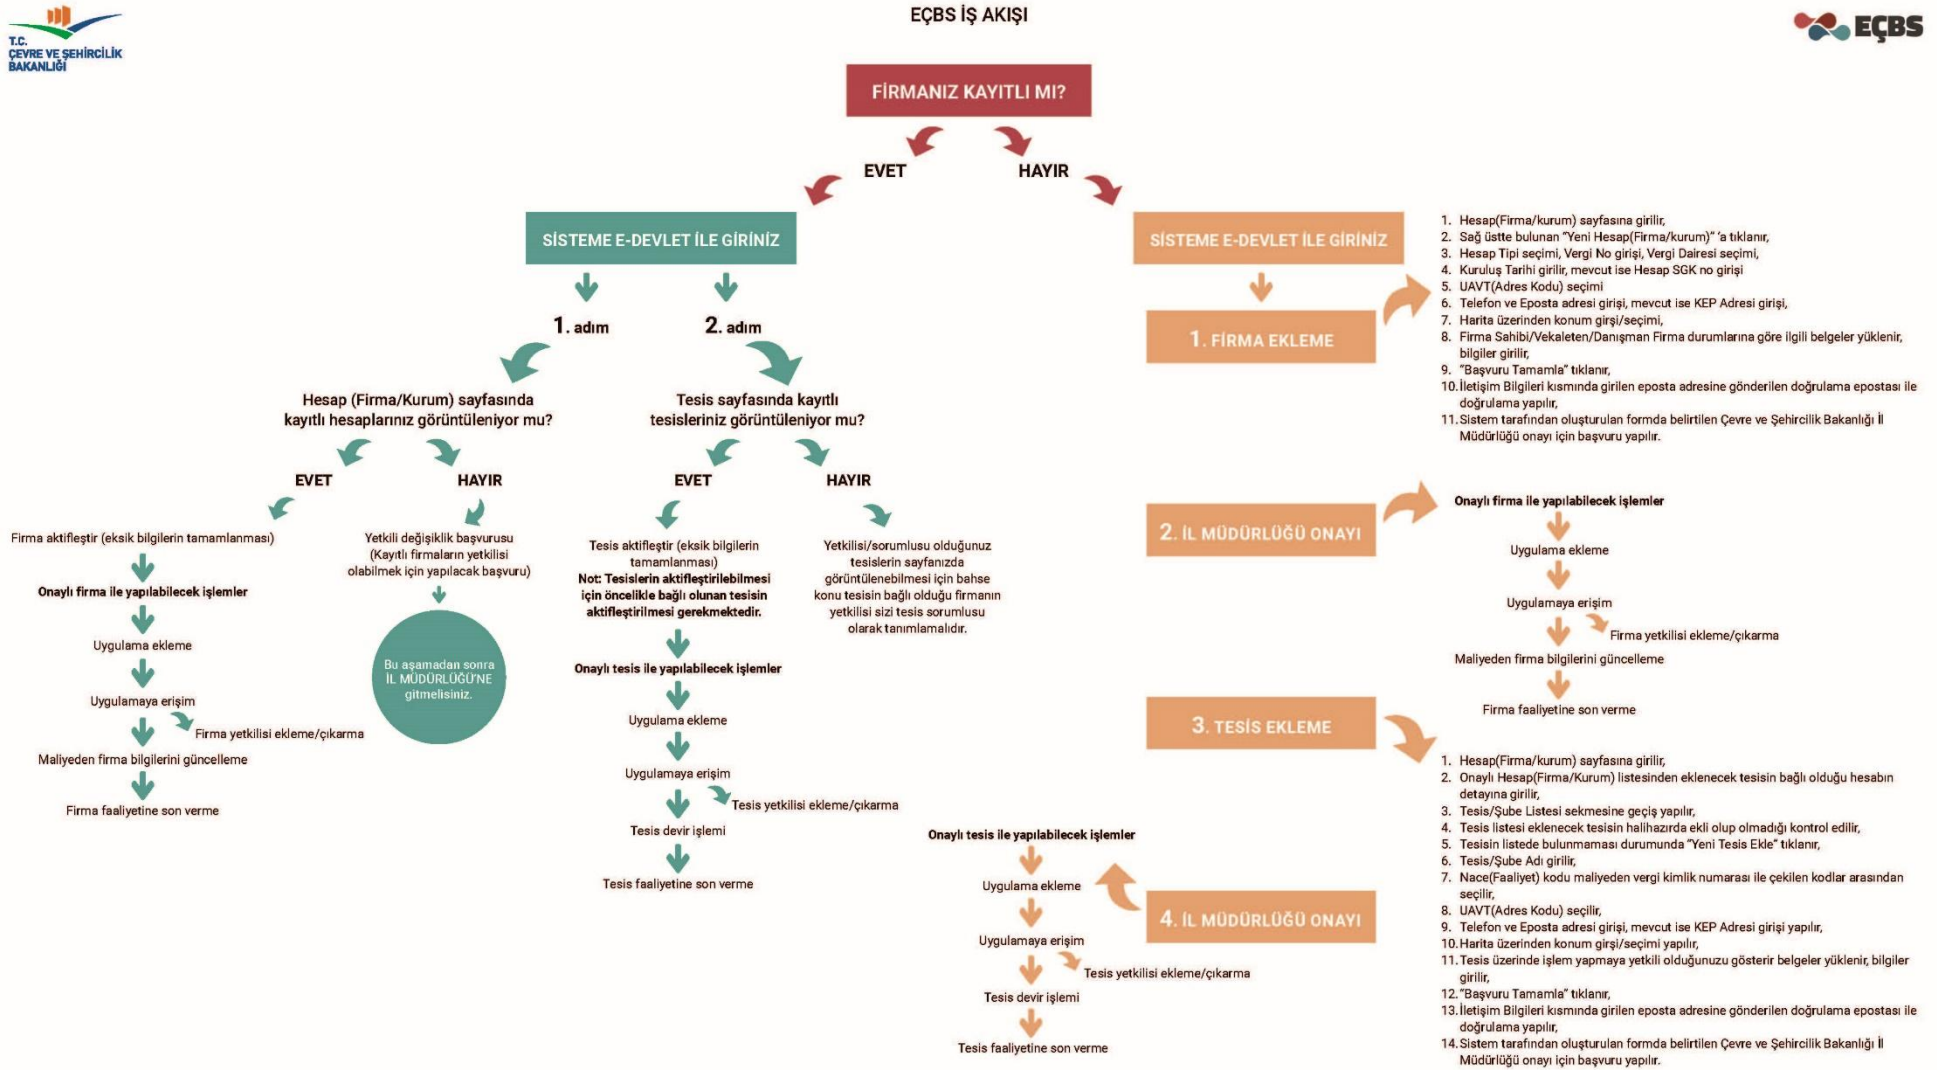 EÇBS İŞ AKIŞI
T.C.
ÇEVRE VE ŞEHİRCİLİK
BAKANLIĞI
EÇBS
FİRMANIZ KAYITLI MI?
EVET
HAYIR
SİSTEME E-DEVLET İLE GİRİNİZ
1. adım
2. adım
Hesap (Firma/Kurum) sayfasında
kayıtlı hesaplarınız görüntüleniyor mu?
EVET
HAYIR
Firma aktifleştir (eksik bilgilerin tamamlanması)
Onaylı firma ile yapılabilecek işlemler
Uygulama ekleme
Uygulamaya erişim
Firma yetkilisi ekleme/çıkarma
Maliyeden firma bilgilerini güncelleme
Firma faaliyetine son verme
Yetkili değişiklik başvurusu
(Kayıtlı firmaların yetkilisi
olabilmek için yapılacak başvuru)
Bu aşamadan sonra
İL MÜDÜRLÜĞÜ'NE
gitmelisiniz.
Tesis sayfasında kayıtlı
tesisleriniz görüntüleniyor mu?
EVET
HAYIR
Tesis aktifleştir (eksik bilgilerin
tamamlanması)
Not: Tesislerin aktifleştirilebilmesi
için öncelikle bağlı olunan tesisin
aktifleştirilmesi gerekmektedir.
Onaylı tesis ile yapılabilecek işlemler
Uygulama ekleme
Uygulamaya erişim
Tesis yetkilisi ekleme/çıkarma
Tesis devir işlemi
Tesis faaliyetine son verme
Yetkilisi/sorumlusu olduğunuz
tesislerin sayfanızda
görüntülenebilmesi için bahse
konu tesisin bağlı olduğu firmanın
yetkilisi sizi tesis sorumlusu
olarak tanımlamalıdır.
SİSTEME E-DEVLET İLE GİRİNİZ
1. FİRMA EKLEME
1. Hesap(Firma/kurum) sayfasına girilir,
2. Sağ üstte bulunan "Yeni Hesap(Firma/kurum)" 'a tıklanır,
3. Hesap Tipi seçimi, Vergi No girişi, Vergi Dairesi seçimi,
4. Kuruluş Tarihi girilir, mevcut ise Hesap SGK no girişi
5. UAVT(Adres Kodu) seçimi
6. Telefon ve Eposta adresi girişi, mevcut ise KEP Adresi girişi,
7. Harita üzerinden konum girşi/seçimi,
8. Firma Sahibi/Vekaleten/Danışman Firma durumlarına göre ilgili belgeler yüklenir,
bilgiler girilir,
9. "Başvuru Tamamla" tıklanır,
10. İletişim Bilgileri kısmında girilen eposta adresine gönderilen doğrulama epostası ile
doğrulama yapılır,
11. Sistem tarafından oluşturulan formda belirtilen Çevre ve Şehircilik Bakanlığı İl
Müdürlüğü onayı için başvuru yapılır.
2. İL MÜDÜRLÜĞÜ ONAYI
Onaylı firma ile yapılabilecek işlemler
Uygulama ekleme
Uygulamaya erişim
Firma yetkilisi ekleme/çıkarma
Maliyeden firma bilgilerini güncelleme
Firma faaliyetine son verme
3. TESİS EKLEME
1. Hesap(Firma/kurum) sayfasına girilir,
2. Onaylı Hesap(Firma/Kurum) listesinden eklenecek tesisin bağlı olduğu hesabın
detayına girilir,
3. Tesis/Şube Listesi sekmesine geçiş yapılır,
4. Tesis listesi eklenecek tesisin halihazırda ekli olup olmadığı kontrol edilir,
5. Tesisin listede bulunmaması durumunda "Yeni Tesis Ekle" tıklanır,
6. Tesis/Şube Adı girilir,
7. Nace(Faaliyet) kodu maliyeden vergi kimlik numarası ile çekilen kodlar arasından
seçilir,
8. UAVT(Adres Kodu) seçilir,
9. Telefon ve Eposta adresi girişi, mevcut ise KEP Adresi girişi yapılır,
10. Harita üzerinden konum girşi/seçimi yapılır,
11. Tesis üzerinde işlem yapmaya yetkili olduğunuzu gösterir belgeler yüklenir, bilgiler
girilir,
12. "Başvuru Tamamla" tıklanır,
13. İletişim Bilgileri kısmında girilen eposta adresine gönderilen doğrulama epostası ile
doğrulama yapılır,
14. Sistem tarafından oluşturulan formda belirtilen Çevre ve Şehircilik Bakanlığı İl
Müdürlüğü onayı için başvuru yapılır.
4. İL MÜDÜRLÜĞÜ ONAYI
Onaylı tesis ile yapılabilecek işlemler
Uygulama ekleme
Uygulamaya erişim
Tesis yetkilisi ekleme/çıkarma
Tesis devir işlemi
Tesis faaliyetine son verme